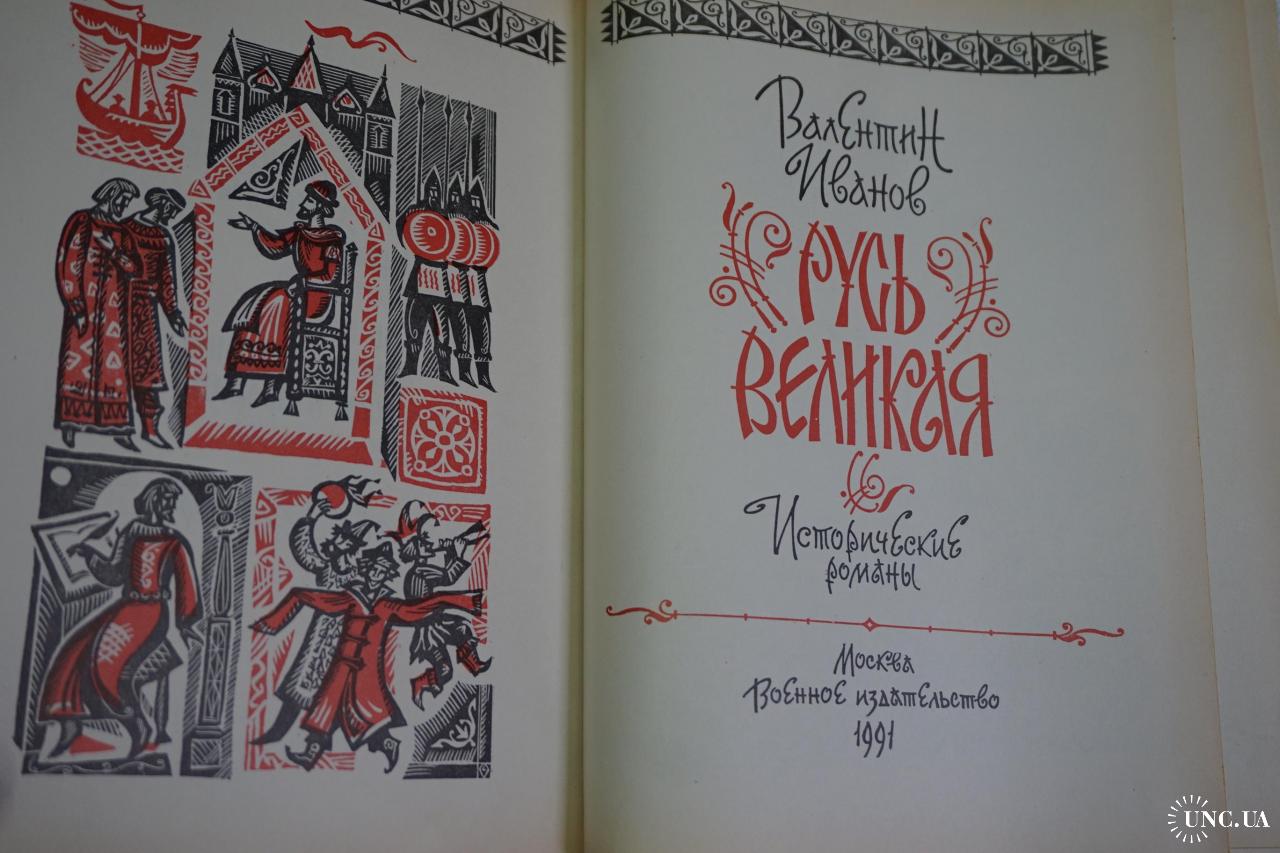 Валентин
Иванов
Русь
Великая
Исторические
романы
Москва
Военное издательство
1991
UNC.UA